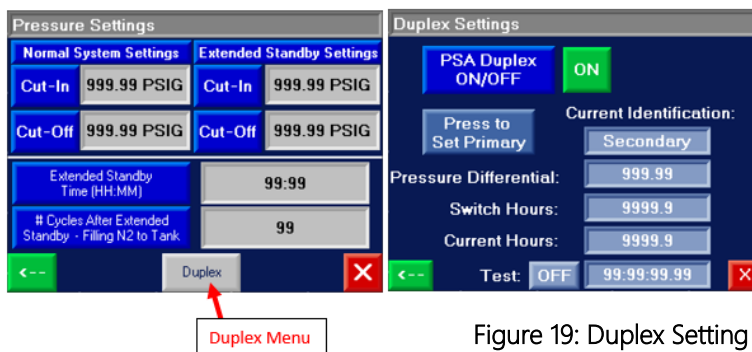 Pressure Settings
Normal System Settings Extended Standby Settings
Cut-In 999.99 PSIG Cut-In 999.99 PSIG
Cut-Off 999.99 PSIG Cut-Off 999.99 PSIG
Extended Standby
Time (HH:MM)
99:99
# Cycles After Extended
Standby - Filling N2 to Tank
99
<-- Duplex X
Duplex Menu
Duplex Settings
PSA Duplex
ON/OFF
ON
Press to
Set Primary
Current Identification:
Secondary
Pressure Differential: 999.99
Switch Hours: 9999.9
Current Hours: 9999.9
<-- Test: OFF 99:99:99.99 X
Figure 19: Duplex Setting